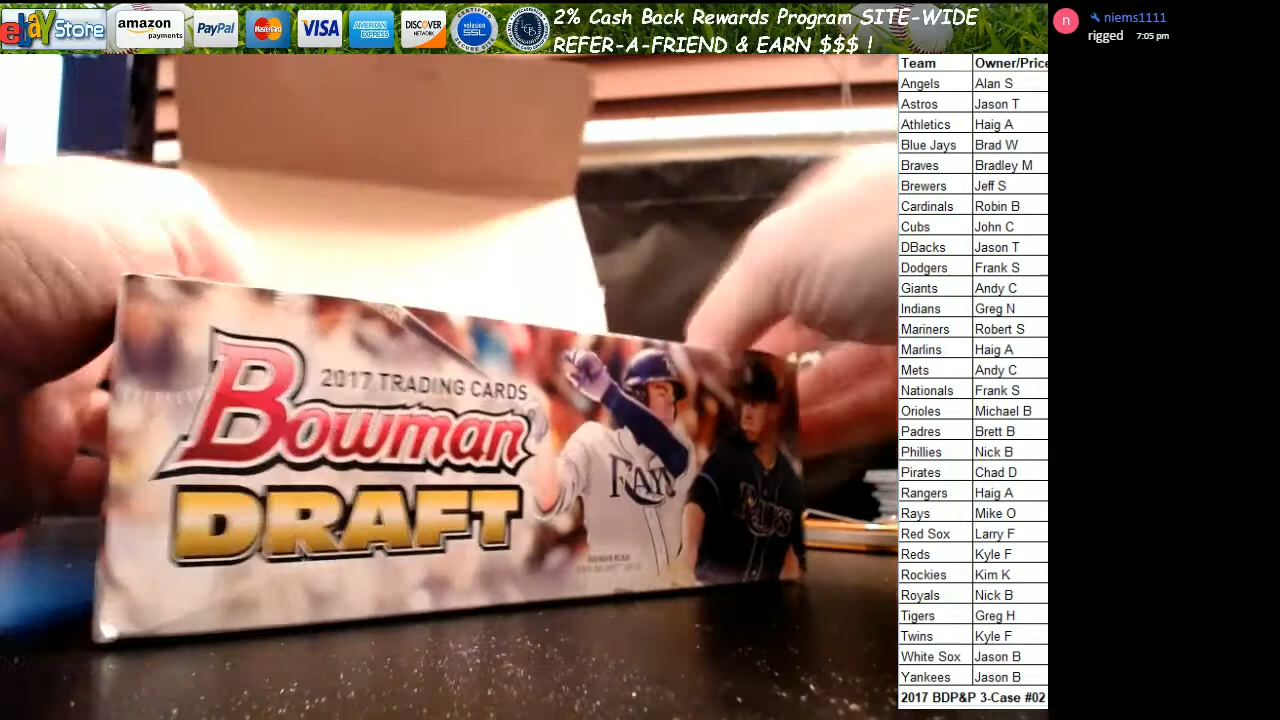 ebay Store
amazon payments
PayPal
MasterCard
VISA
AMERICAN EXPRESS
DISCOVER NETWORK
volusion SSL
2% Cash Back Rewards Program SITE-WIDE
REFER-A-FRIEND & EARN $$$ !
n niems1111
rigged 7:05 pm
Team Owner/Price
Angels Alan S
Astros Jason T
Athletics Haig A
Blue Jays Brad W
Braves Bradley M
Brewers Jeff S
Cardinals Robin B
Cubs John C
DBacks Jason T
Dodgers Frank S
Giants Andy C
Indians Greg N
Mariners Robert S
Marlins Haig A
Mets Andy C
Nationals Frank S
Orioles Michael B
Padres Brett B
Phillies Nick B
Pirates Chad D
Rangers Haig A
Rays Mike O
Red Sox Larry F
Reds Kyle F
Rockies Kim K
Royals Nick B
Tigers Greg H
Twins Kyle F
White Sox Jason B
Yankees Jason B
2017 BDP&P 3-Case #02
2017 TRADING CARDS
Bowman
DRAFT
RAYS